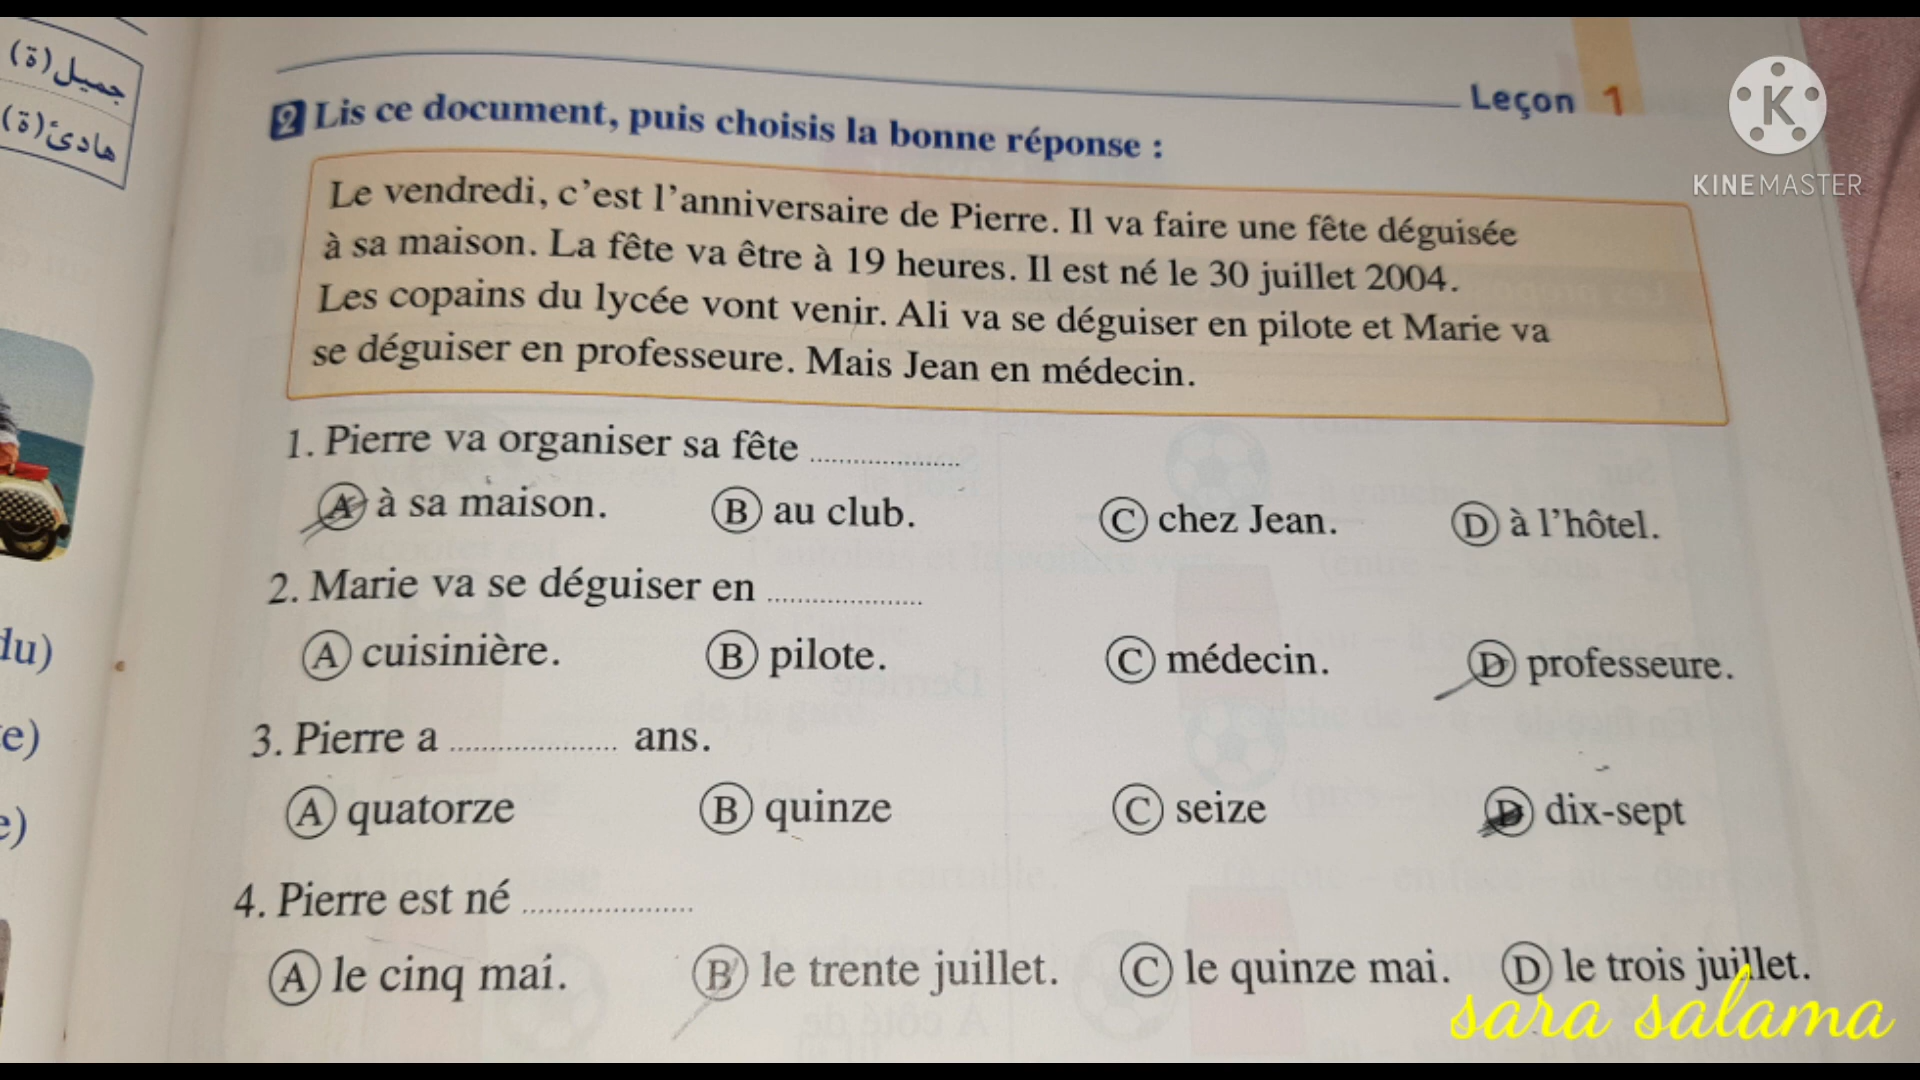 جميل(ة)
هادئ(ة)
Leçon 1
K
KINEMASTER
2 Lis ce document, puis choisis la bonne réponse :
Le vendredi, c'est l'anniversaire de Pierre. Il va faire une fête déguisée
à sa maison. La fête va être à 19 heures. Il est né le 30 juillet 2004.
Les copains du lycée vont venir. Ali va se déguiser en pilote et Marie va
se déguiser en professeure. Mais Jean en médecin.
1. Pierre va organiser sa fête ....................
A à sa maison. B au club. C chez Jean. D à l'hôtel.
2. Marie va se déguiser en ....................
A cuisinière. B pilote. C médecin. D professeure.
3. Pierre a .................... ans.
A quatorze B quinze C seize D dix-sept
4. Pierre est né ....................
A le cinq mai. B le trente juillet. C le quinze mai. D le trois juillet.
du)
e)
sara salama